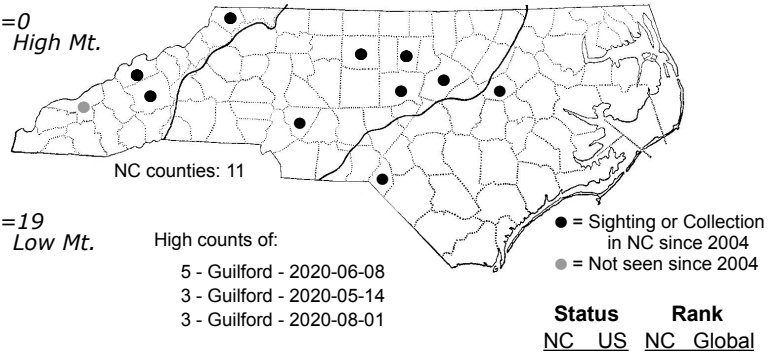 =0
High Mt.
NC counties: 11
=19
Low Mt.
High counts of:
5 - Guilford - 2020-06-08
3 - Guilford - 2020-05-14
3 - Guilford - 2020-08-01
● = Sighting or Collection
in NC since 2004
● = Not seen since 2004
Status Rank
NC US NC Global